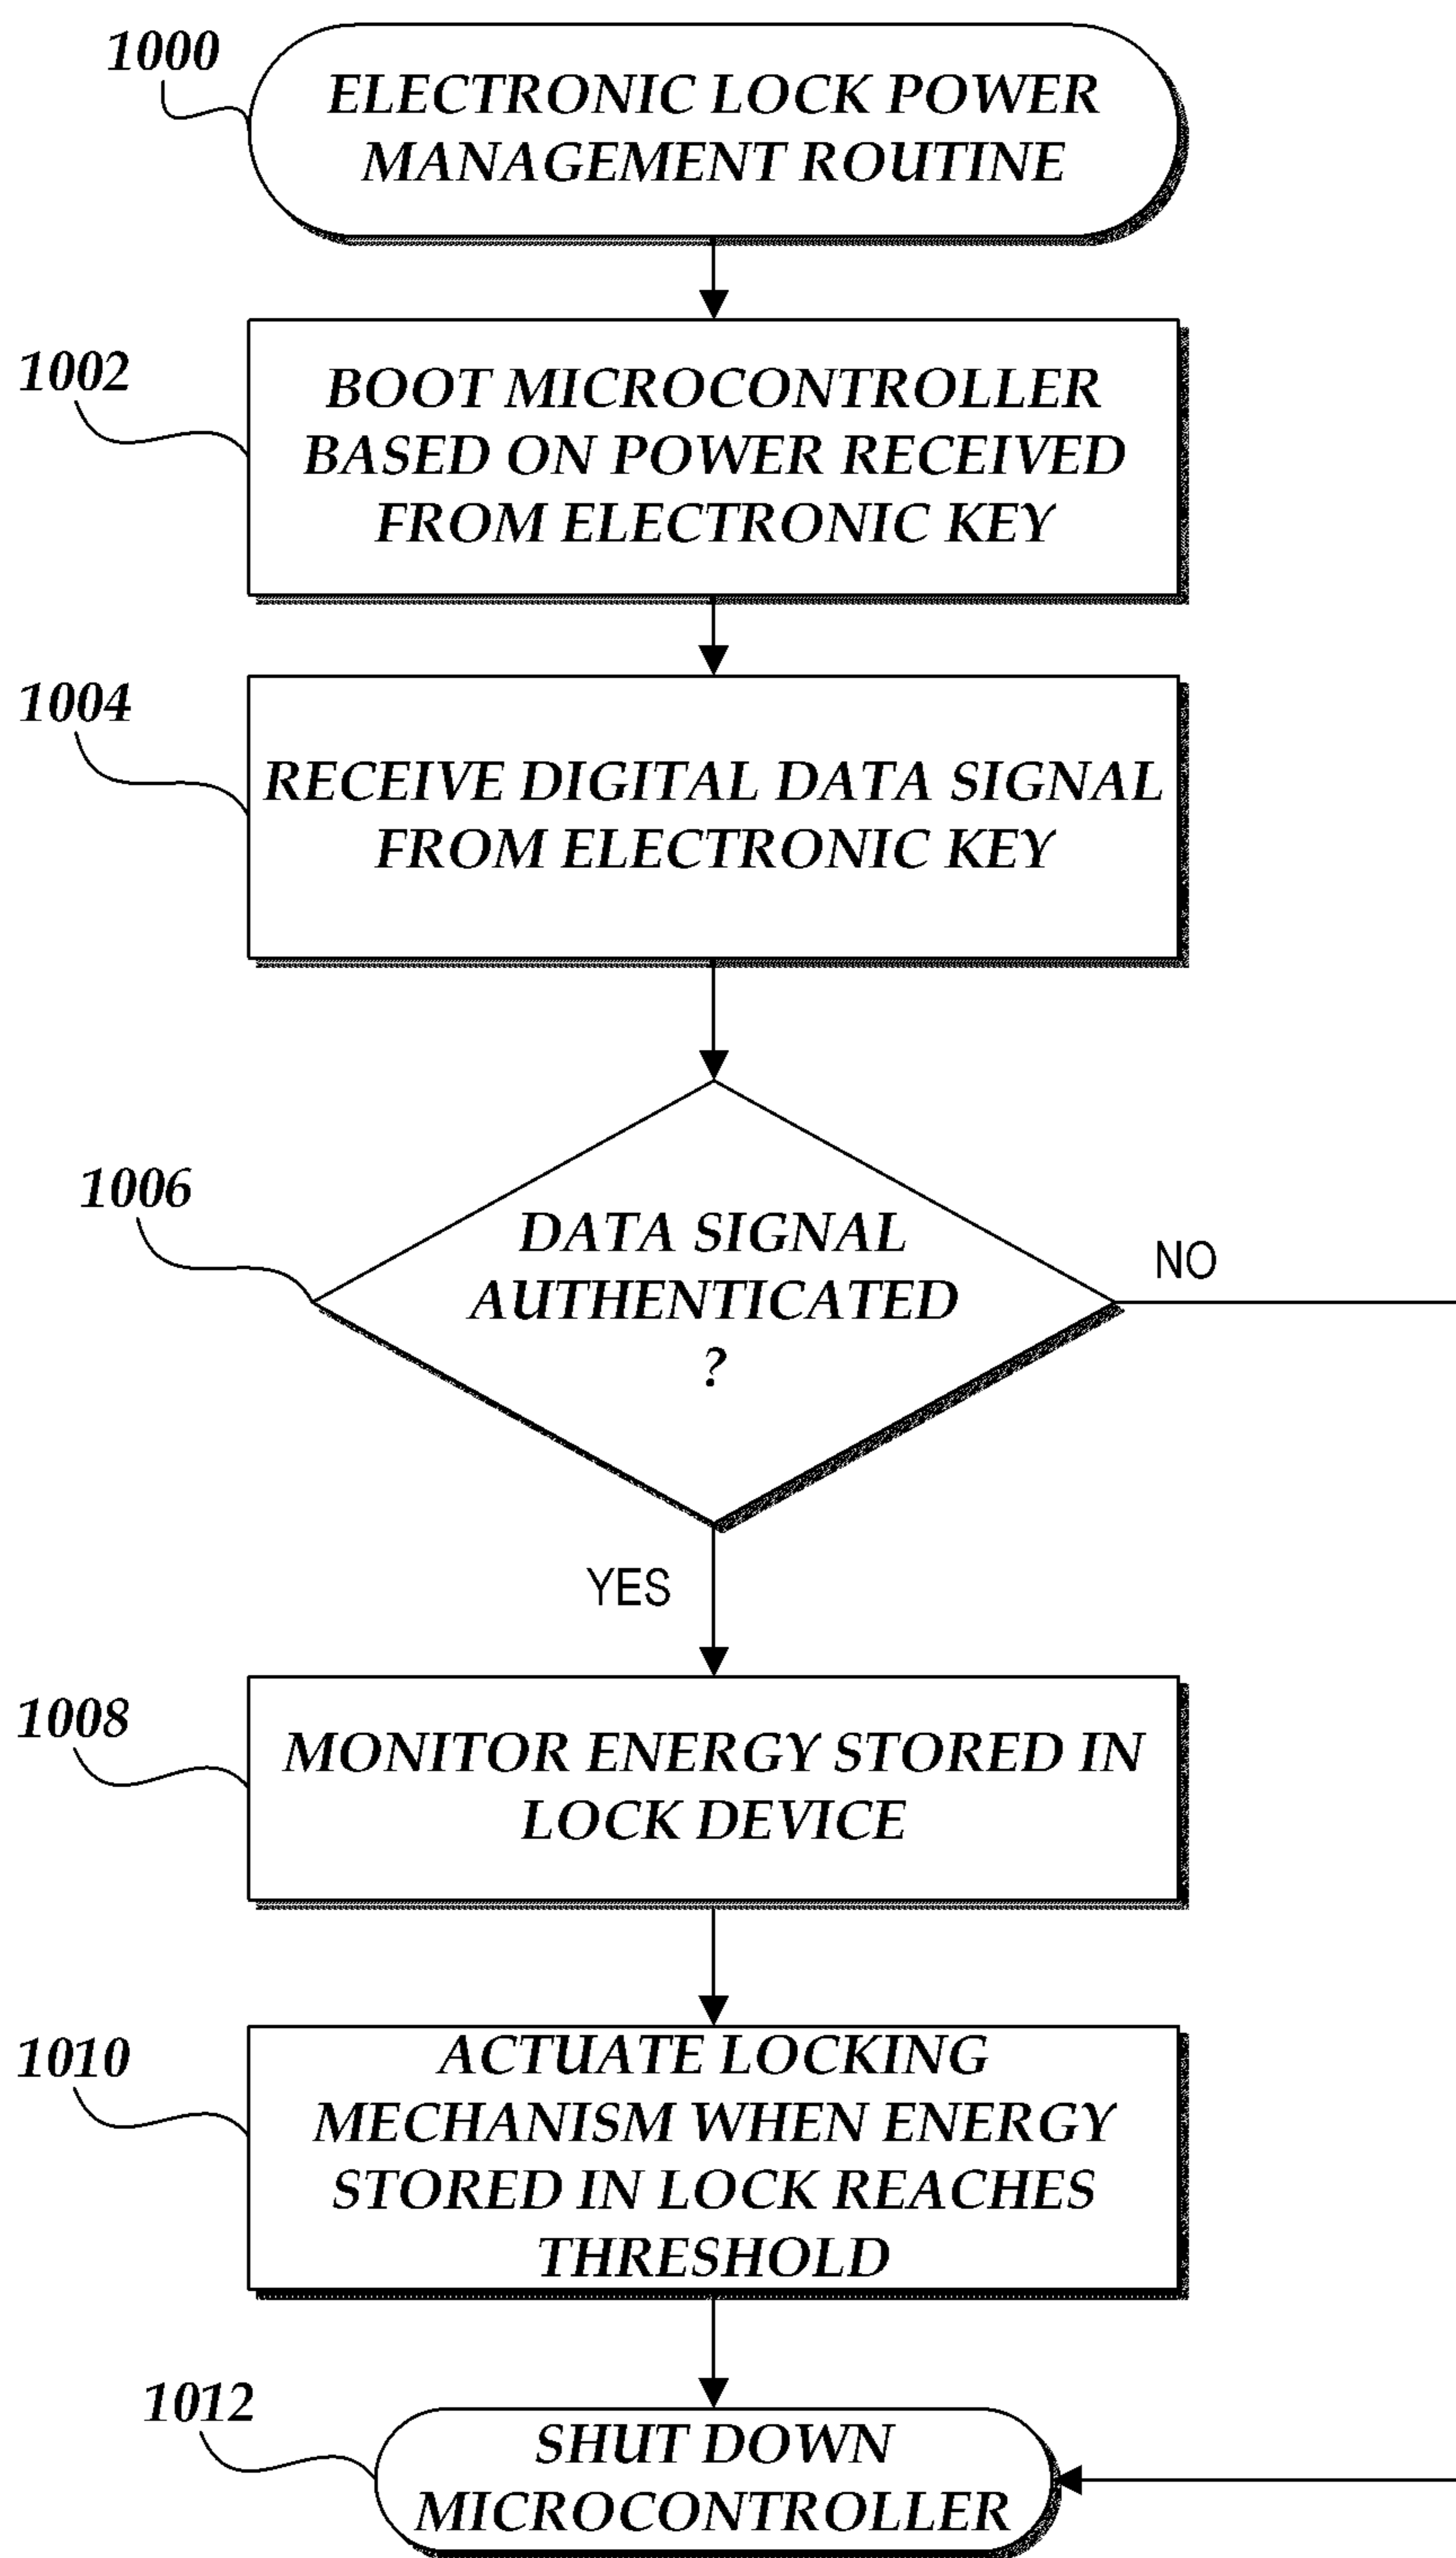 1000
ELECTRONIC LOCK POWER
MANAGEMENT ROUTINE
1002
BOOT MICROCONTROLLER
BASED ON POWER RECEIVED
FROM ELECTRONIC KEY
1004
RECEIVE DIGITAL DATA SIGNAL
FROM ELECTRONIC KEY
1006
DATA SIGNAL
AUTHENTICATED
?
NO
YES
1008
MONITOR ENERGY STORED IN
LOCK DEVICE
1010
ACTUATE LOCKING
MECHANISM WHEN ENERGY
STORED IN LOCK REACHES
THRESHOLD
1012
SHUT DOWN
MICROCONTROLLER